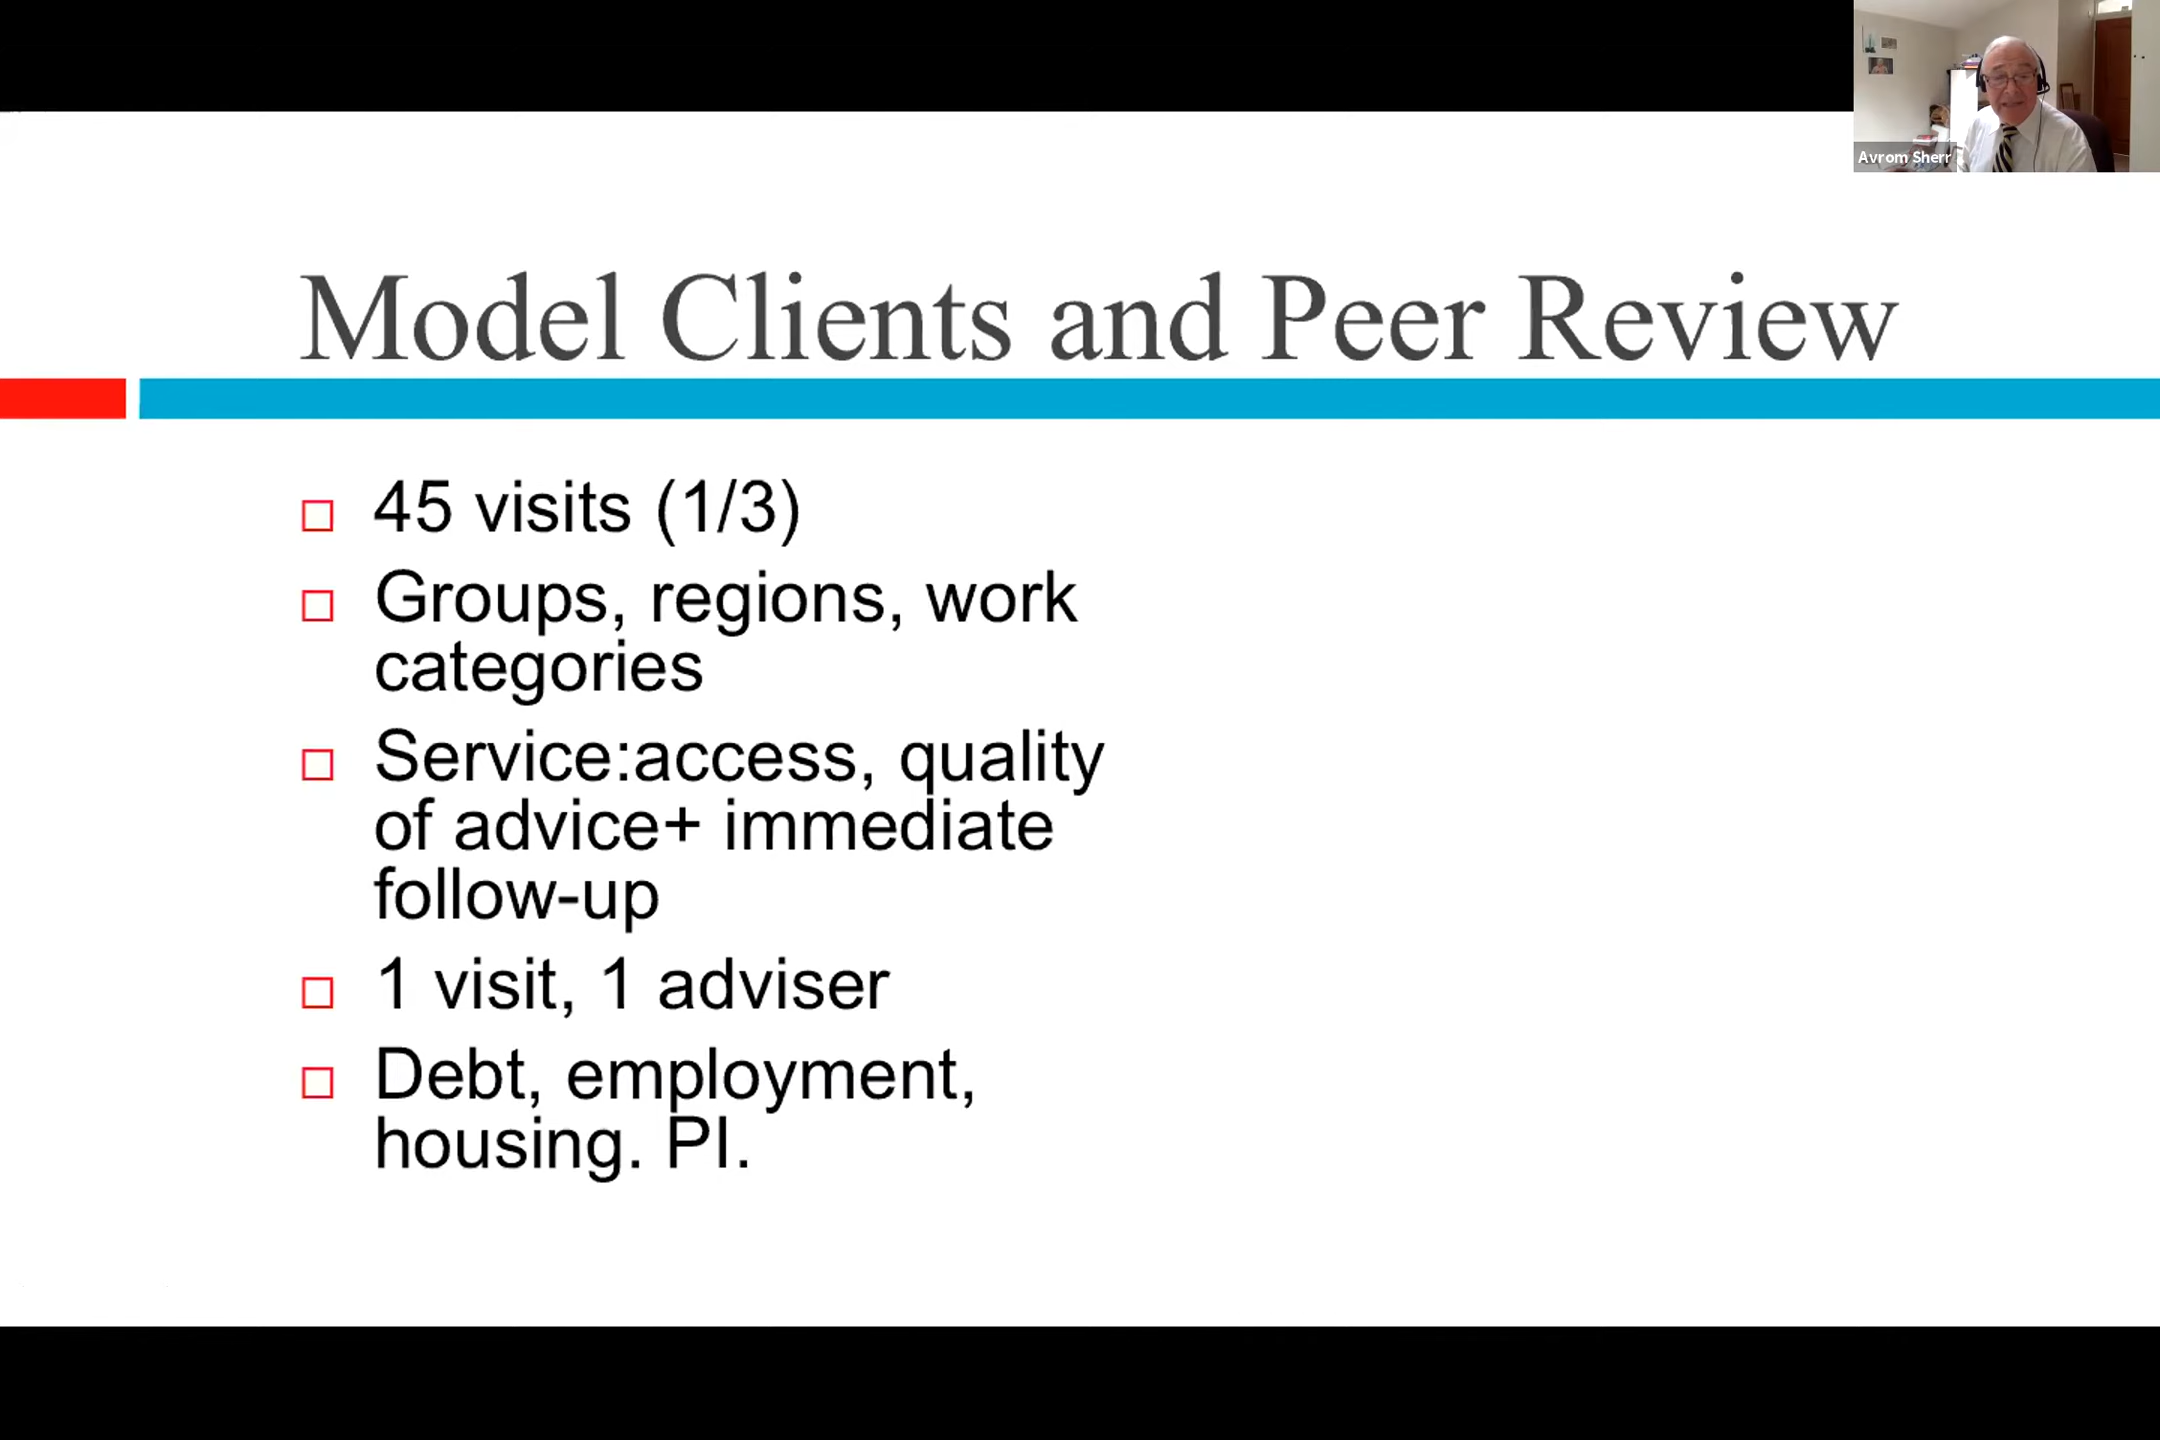 Avrom Sherr
Model Clients and Peer Review
45 visits (1/3)
Groups, regions, work
categories
Service:access, quality
of advice+ immediate
follow-up
1 visit, 1 adviser
Debt, employment,
housing. PI.